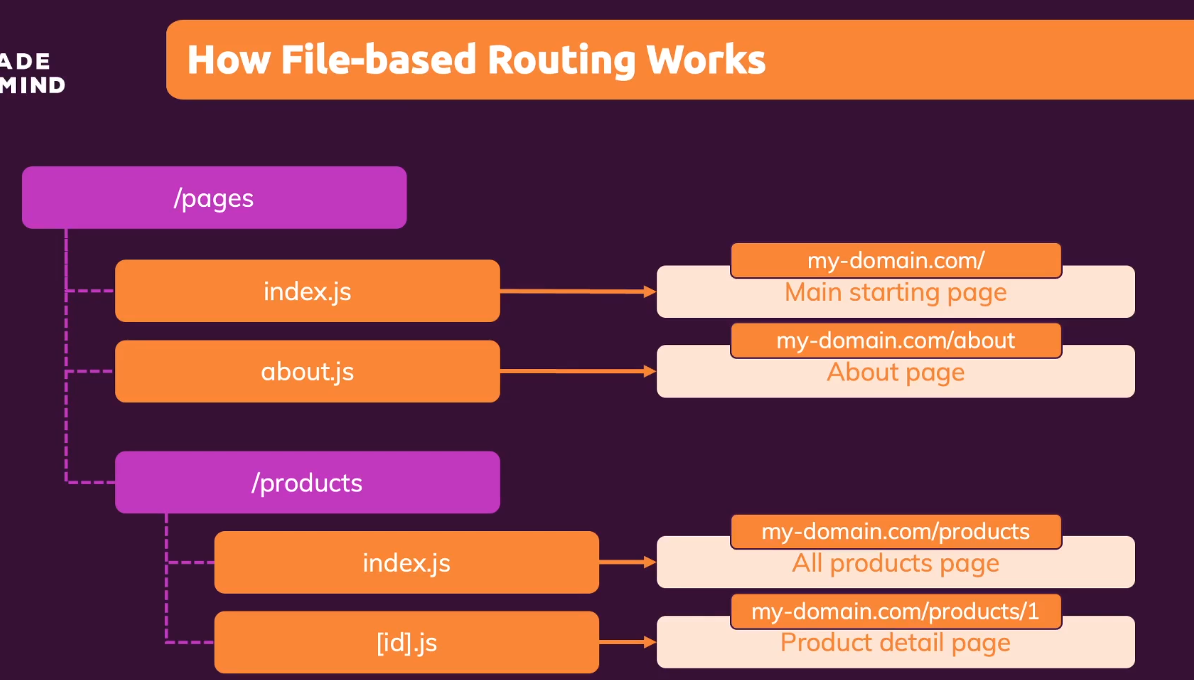 ADE
MIND
How File-based Routing Works
/pages
index.js
my-domain.com/
Main starting page
about.js
my-domain.com/about
About page
/products
index.js
my-domain.com/products
All products page
[id].js
my-domain.com/products/1
Product detail page